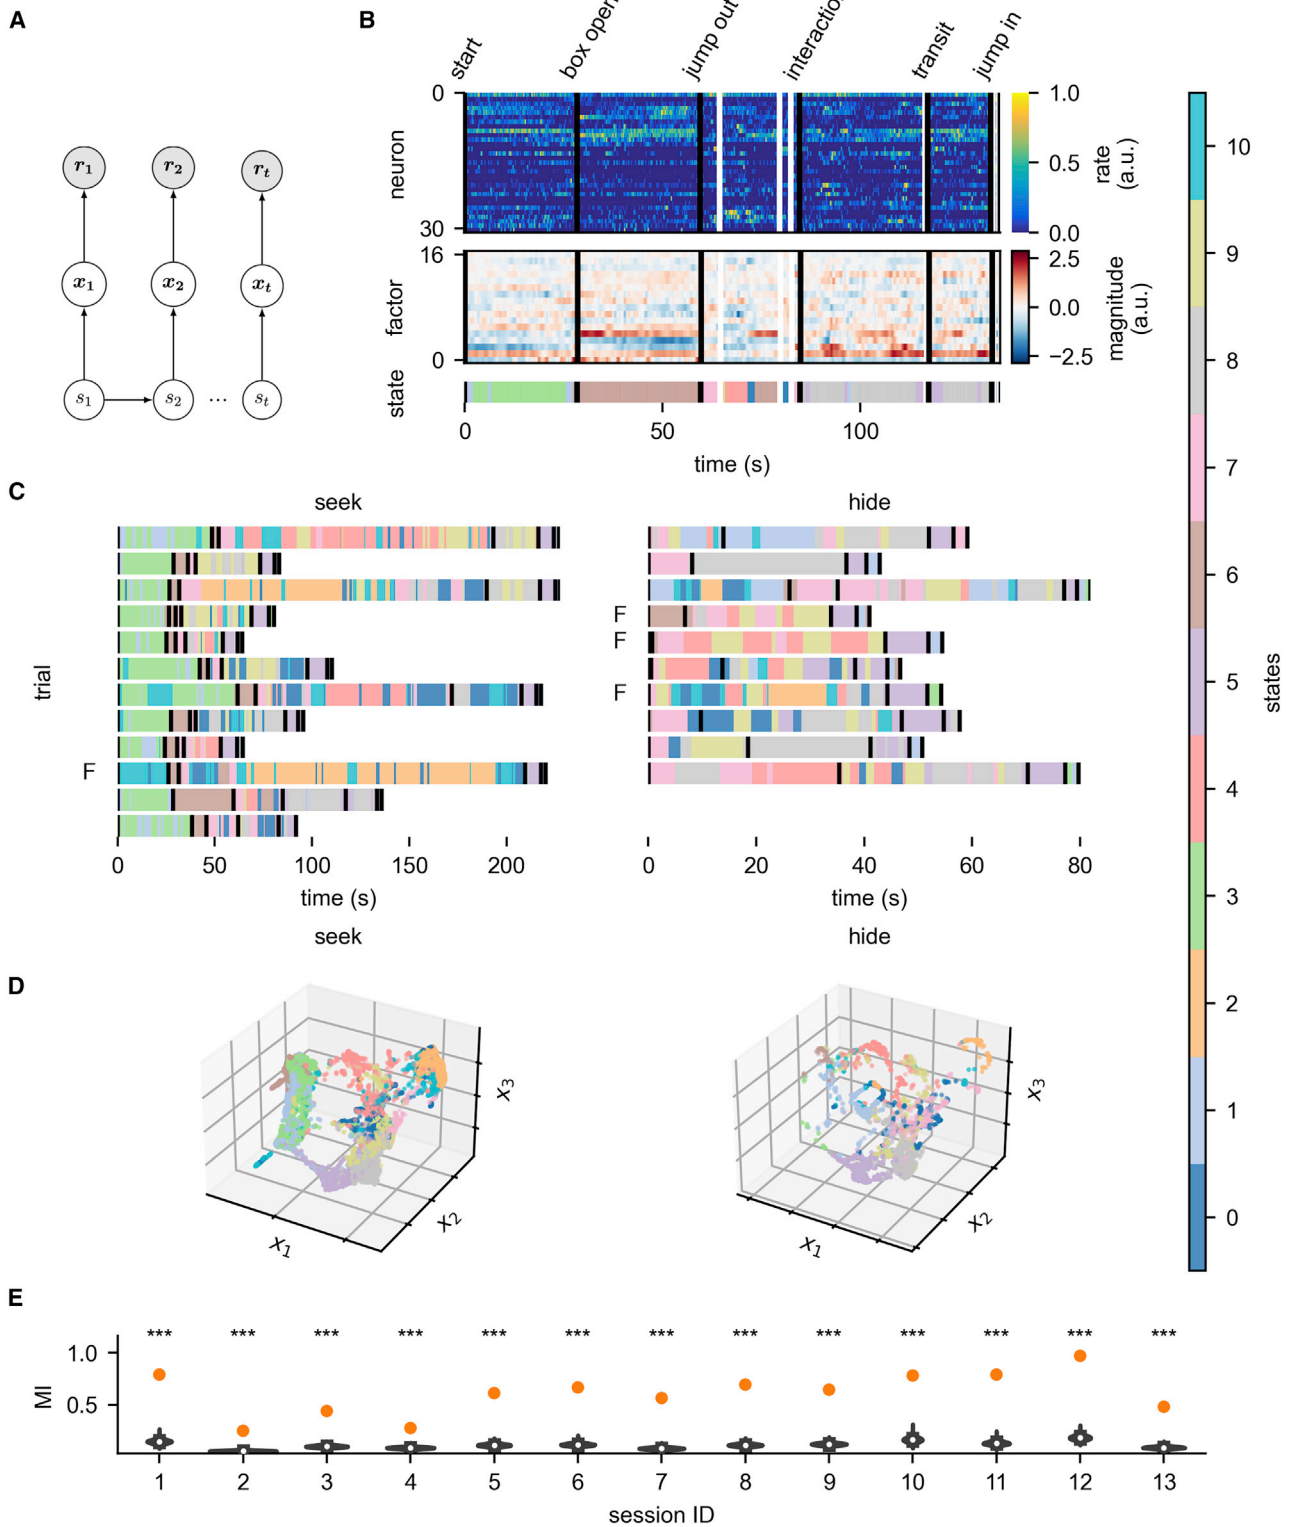 A
r1 r2 rt
x1 x2 xt
s1 s2 ... st
B
start box jump out transit jump in
neuron
0
30
1.0
0.5
0.0
rate
(a.u.)
factor
16
0
2.5
0.0
−2.5
magnitude
(a.u.)
state
0 50 100
time (s)
C
seek hide
trial
F
F
F
F
0 50 100 150 200
time (s)
0 20 40 60 80
time (s)
10
9
8
7
6
5
4
3
2
1
0
states
D
seek hide
x1 x2 x3
x1 x2 x3
E
*** *** *** *** *** *** *** *** *** *** *** *** ***
MI
1.0
0.5
1 2 3 4 5 6 7 8 9 10 11 12 13
session ID